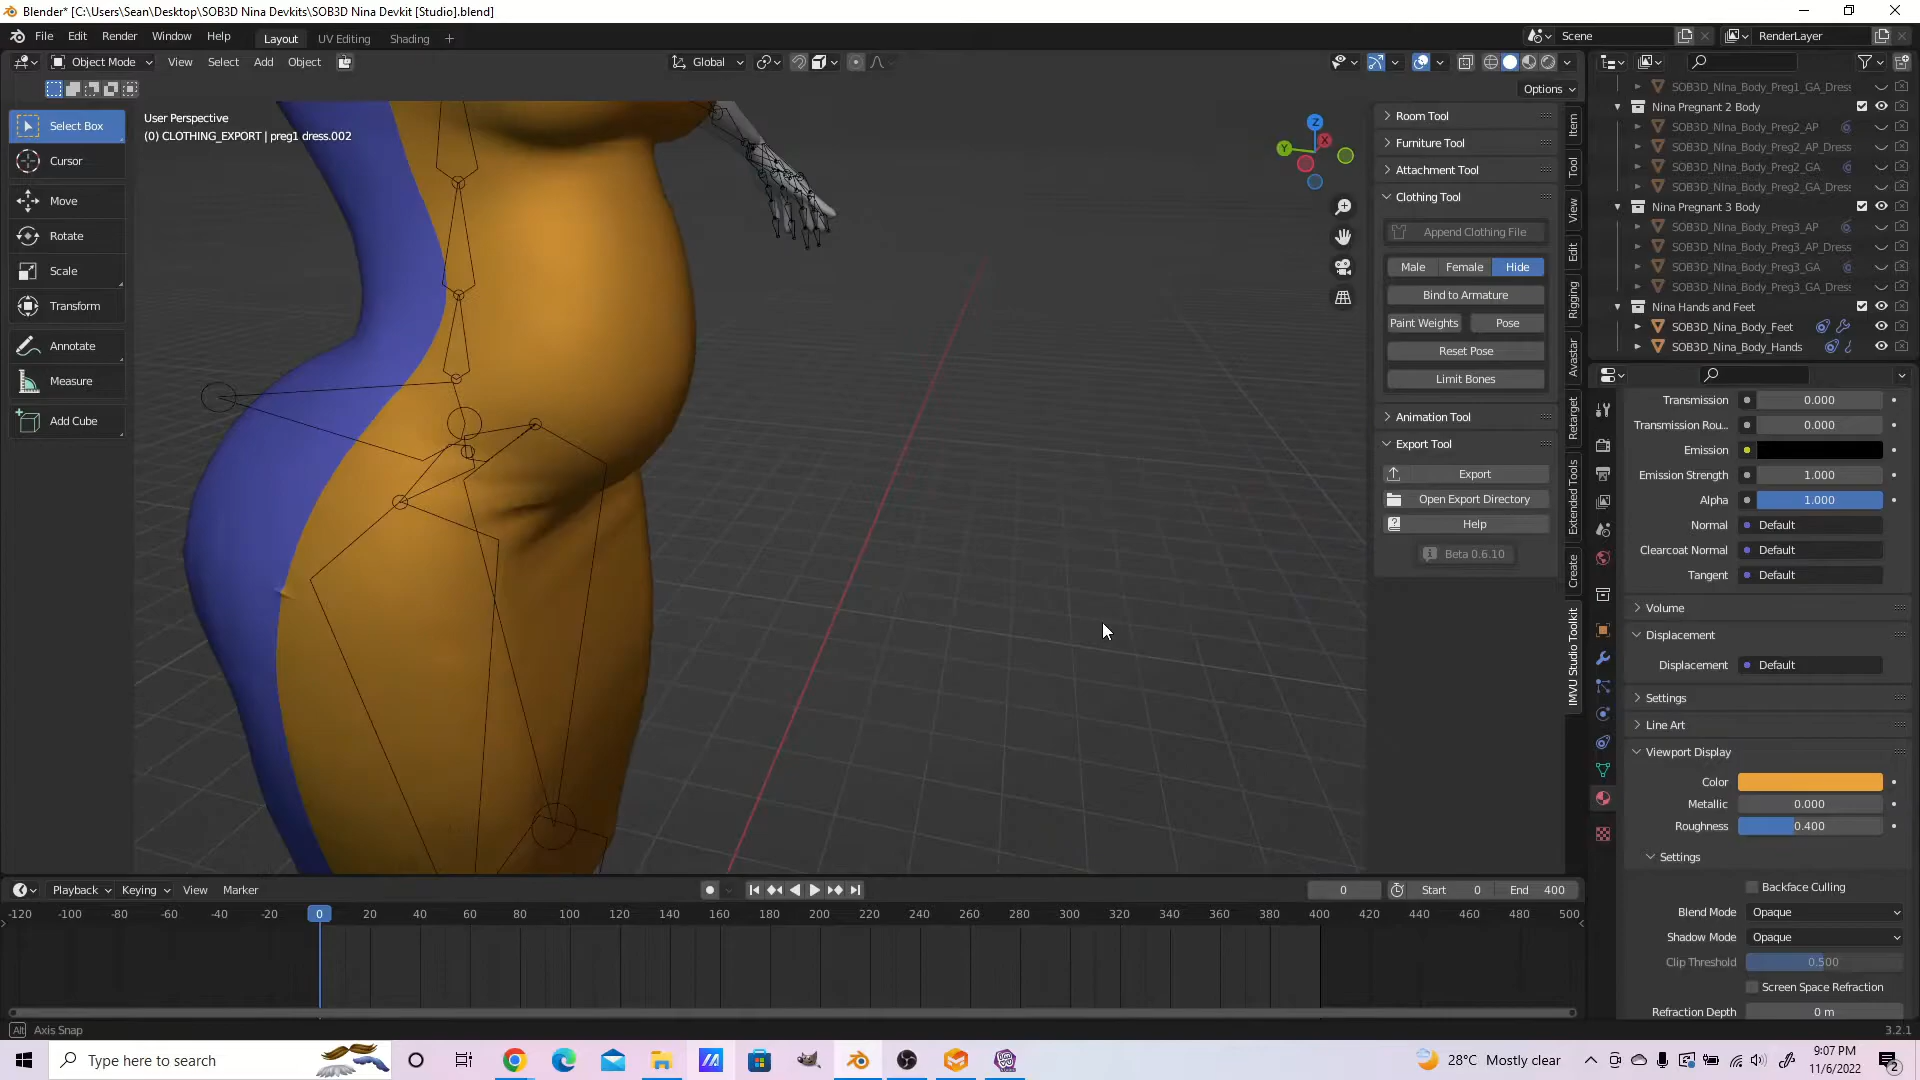 Blender* [C:\Users\Sean\Desktop\SOB3D Nina Devkits\SOB3D Nina Devkit [Studio].blend]
File Edit Render Window Help Layout UV Editing Shading + Scene RenderLayer
Object Mode View Select Add Object Global
Options
Select Box
Cursor
Move
Rotate
Scale
Transform
Annotate
Measure
Add Cube
User Perspective
(0) CLOTHING_EXPORT | preg1 dress.002
Z
X
Y
Room Tool
Furniture Tool
Attachment Tool
Clothing Tool
Append Clothing File
Male Female Hide
Bind to Armature
Paint Weights Pose
Reset Pose
Limit Bones
Animation Tool
Export Tool
Export
Open Export Directory
Help
Beta 0.6.10
Item
Tool
View
Edit
Rigging
Avastar
Retarget
Extended Tools
Create
IMVU Studio Toolkit
SOB3D_NIna_Body_Preg1_GA_Dress
Nina Pregnant 2 Body
SOB3D_NIna_Body_Preg2_AP
SOB3D_NIna_Body_Preg2_AP_Dress
SOB3D_NIna_Body_Preg2_GA
SOB3D_NIna_Body_Preg2_GA_Dress
Nina Pregnant 3 Body
SOB3D_NIna_Body_Preg3_AP
SOB3D_NIna_Body_Preg3_AP_Dress
SOB3D_NIna_Body_Preg3_GA
SOB3D_NIna_Body_Preg3_GA_Dress
Nina Hands and Feet
SOB3D_Nina_Body_Feet
SOB3D_Nina_Body_Hands
Transmission 0.000
Transmission Rou... 0.000
Emission
Emission Strength 1.000
Alpha 1.000
Normal Default
Clearcoat Normal Default
Tangent Default
Volume
Displacement
Displacement Default
Settings
Line Art
Viewport Display
Color
Metallic 0.000
Roughness 0.400
Settings
Backface Culling
Blend Mode Opaque
Shadow Mode Opaque
Clip Threshold 0.500
Screen Space Refraction
Refraction Depth 0 m
Playback Keying View Marker 0 Start 0 End 400
-120 -100 -80 -60 -40 -20 0 20 40 60 80 100 120 140 160 180 200 220 240 260 280 300 320 340 360 380 400 420 440 460 480 500
Alt Axis Snap 3.2.1
Type here to search 28°C Mostly clear 9:07 PM
11/6/2022
2